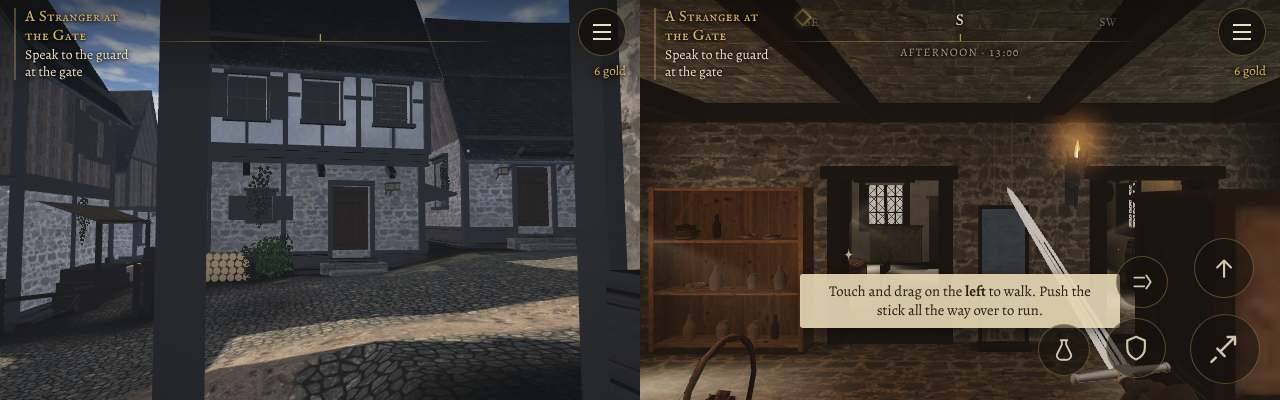 A Stranger at
the Gate
Speak to the guard
at the gate
6 gold
A Stranger at
the Gate
Speak to the guard
at the gate
SE
S
SW
AFTERNOON · 13:00
6 gold
Touch and drag on the left to walk. Push the
stick all the way over to run.